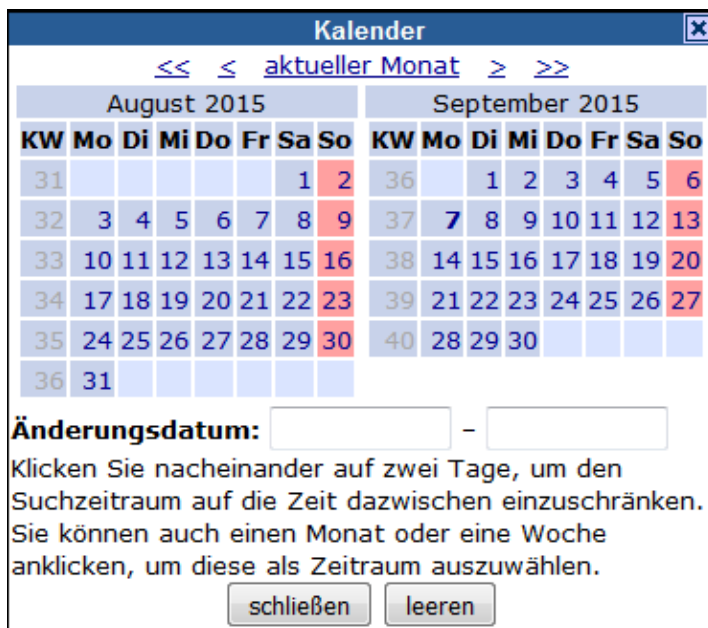 Kalender
<< < aktueller Monat > >>
August 2015
KW Mo Di Mi Do Fr Sa So
31 1 2
32 3 4 5 6 7 8 9
33 10 11 12 13 14 15 16
34 17 18 19 20 21 22 23
35 24 25 26 27 28 29 30
36 31
September 2015
KW Mo Di Mi Do Fr Sa So
36 1 2 3 4 5 6
37 7 8 9 10 11 12 13
38 14 15 16 17 18 19 20
39 21 22 23 24 25 26 27
40 28 29 30
Änderungsdatum: –
Klicken Sie nacheinander auf zwei Tage, um den
Suchzeitraum auf die Zeit dazwischen einzuschränken.
Sie können auch einen Monat oder eine Woche
anklicken, um diese als Zeitraum auszuwählen.
schließen leeren